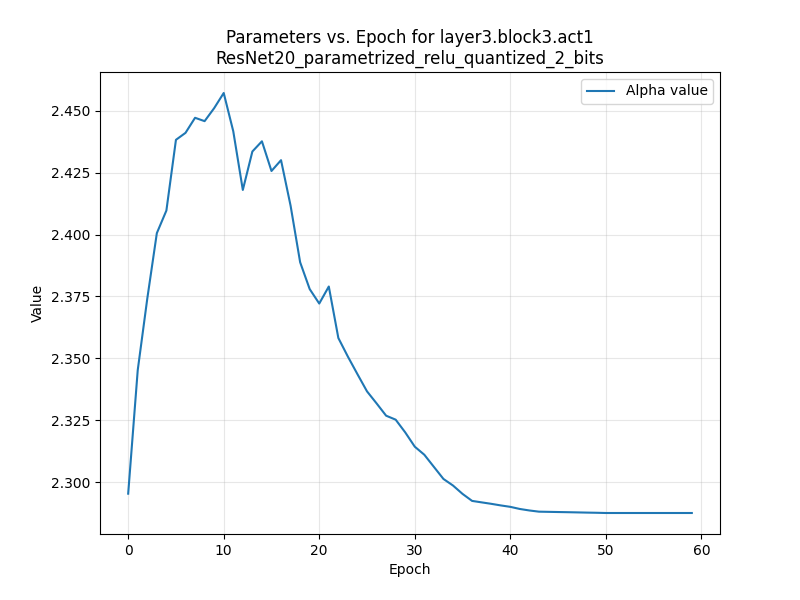 Parameters vs. Epoch for layer3.block3.act1
ResNet20_parametrized_relu_quantized_2_bits
Alpha value
2.450
2.425
2.400
2.375
2.350
2.325
2.300
Value
0 10 20 30 40 50 60
Epoch